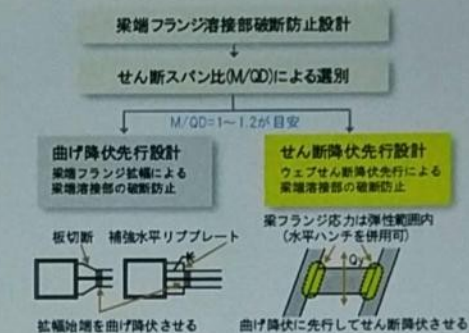 梁端フランジ溶接部破断防止設計
せん断スパン比(M/QD)による選別
M/QD=1～1.2が目安
曲げ降伏先行設計
梁端フランジ拡幅による
梁端溶接部の破断防止
せん断降伏先行設計
ウェブせん断降伏先行による
梁端溶接部の破断防止
板切断 補強水平リブプレート
梁フランジ応力は弾性範囲内
(水平ハンチを併用可)
Qy
拡幅始端を曲げ降伏させる
曲げ降伏に先行してせん断降伏させる